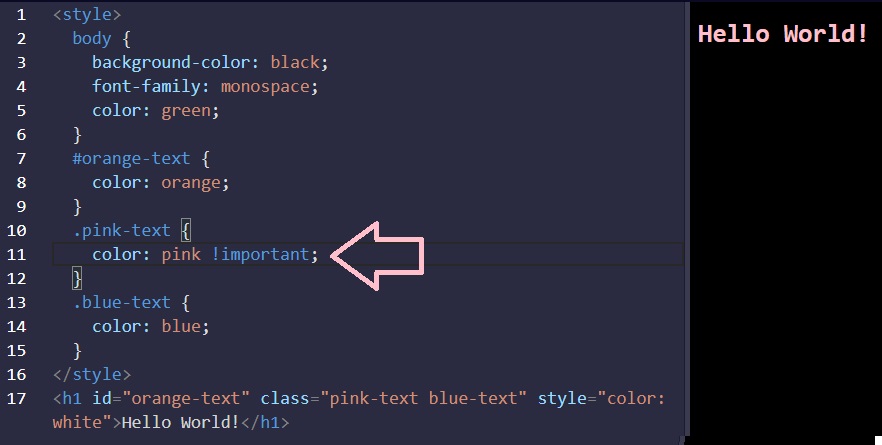 1 <style>
2   body {
3     background-color: black;
4     font-family: monospace;
5     color: green;
6   }
7   #orange-text {
8     color: orange;
9   }
10   .pink-text {
11     color: pink !important;
12   }
13   .blue-text {
14     color: blue;
15   }
16 </style>
17 <h1 id="orange-text" class="pink-text blue-text" style="color:
white">Hello World!</h1>
Hello World!